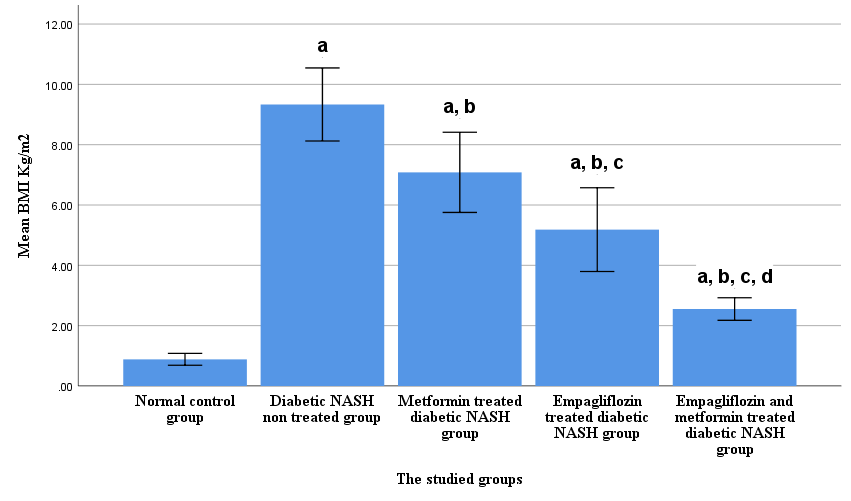 12.00
10.00
8.00
6.00
4.00
2.00
.00
Mean BMI Kg/m2
a
a, b
a, b, c
a, b, c, d
Normal control
group
Diabetic NASH
non treated group
Metformin treated
diabetic NASH
group
Empagliflozin
treated diabetic
NASH group
Empagliflozin and
metformin treated
diabetic NASH
group
The studied groups